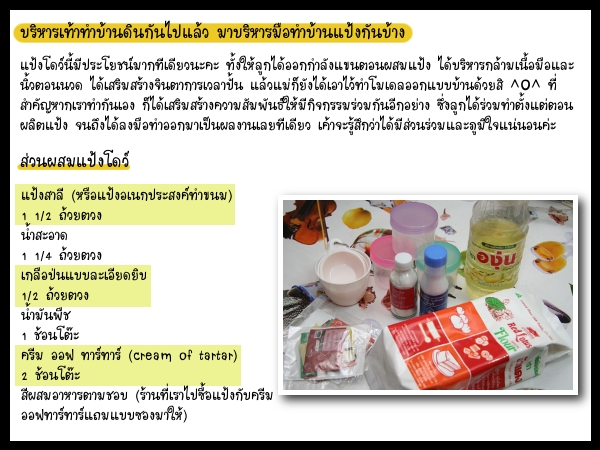 บริหารเท้าทำบ้านดินกันไปแล้ว มาบริหารมือทำบ้านแป้งกันบ้าง
แป้งโดว์นี้มีประโยชน์มากทีเดียวนะคะ ทั้งให้ลูกได้ออกกำลังแขนตอนผสมแป้ง ได้บริหารกล้ามเนื้อมือและ
นิ้วตอนนวด ได้เสริมสร้างจินตาการเวลาปั้น แล้วแม่ก็ยังได้เอาไว้ทำโมเดลออกแบบบ้านด้วยสิ ^O^ ที่
สำคัญหากเราทำกันเอง ก็ได้เสริมสร้างความสัมพันธ์ให้มีกิจกรรมร่วมกันอีกอย่าง ซึ่งลูกได้ร่วมทำตั้งแต่ตอน
ผลิตแป้ง จนถึงได้ลงมือทำออกมาเป็นผลงานเลยทีเดียว เค้าจะรู้สึกว่าได้มีส่วนร่วมและภูมิใจแน่นอนค่ะ
ส่วนผสมแป้งโดว์
แป้งสาลี (หรือแป้งอเนกประสงค์ทำขนม)
1 1/2 ถ้วยตวง
น้ำสะอาด
1 1/4 ถ้วยตวง
เกลือป่นแบบละเอียดยิบ
1/2 ถ้วยตวง
น้ำมันพืช
1 ช้อนโต๊ะ
ครีม ออฟ ทาร์ทาร์ (cream of tartar)
2 ช้อนโต๊ะ
สีผสมอาหารตามชอบ (ร้านที่เราไปซื้อแป้งกับครีม
ออฟทาร์ทาร์แถมแบบซองมาให้)
องุ่น
Red Lotus
Flour